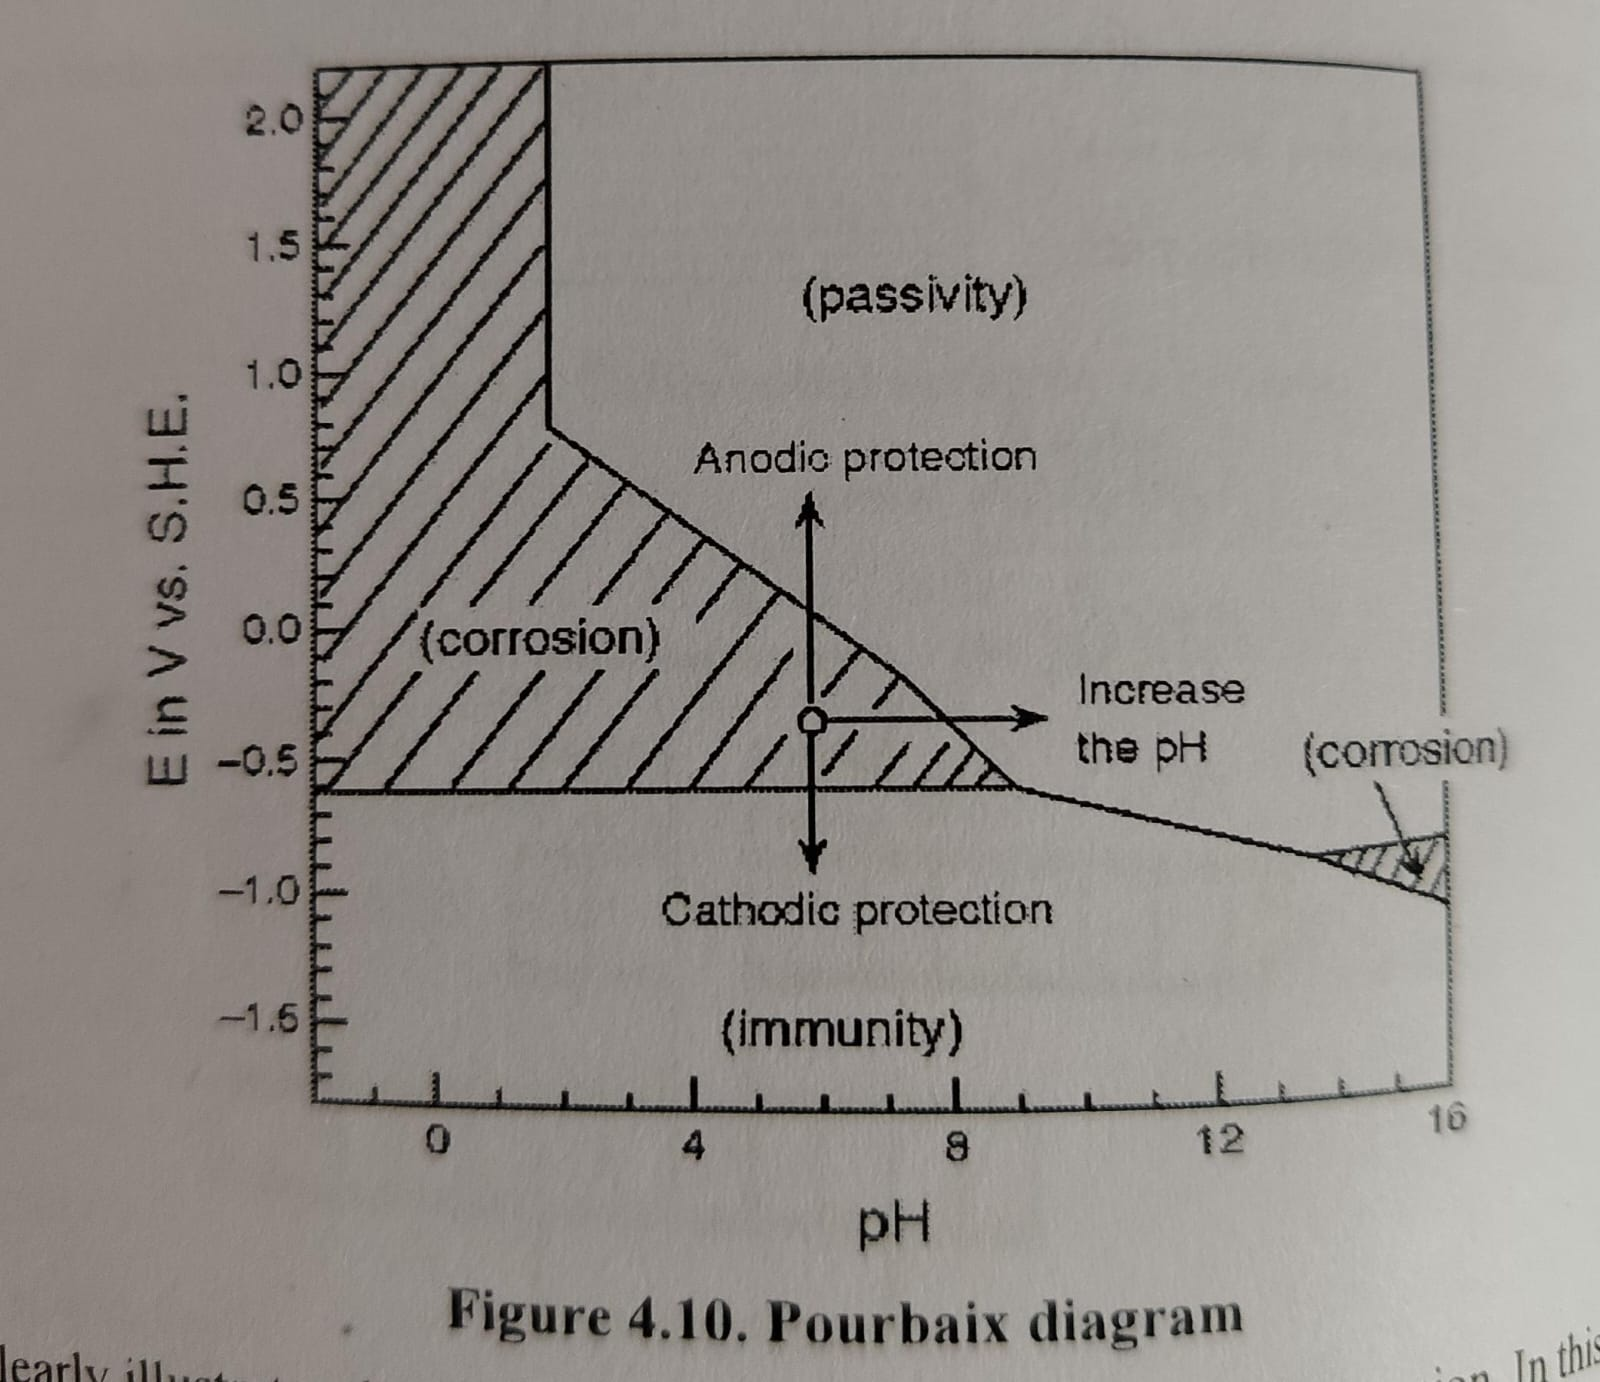 2.0
1.5
(passivity)
1.0
Anodic protection
0.5
0.0
(corrosion)
Increase
the pH
(corrosion)
-0.5
-1.0
Cathodic protection
-1.5
(immunity)
E in V vs. S.H.E.
0 4 8 12 16
pH
Figure 4.10. Pourbaix diagram
In this